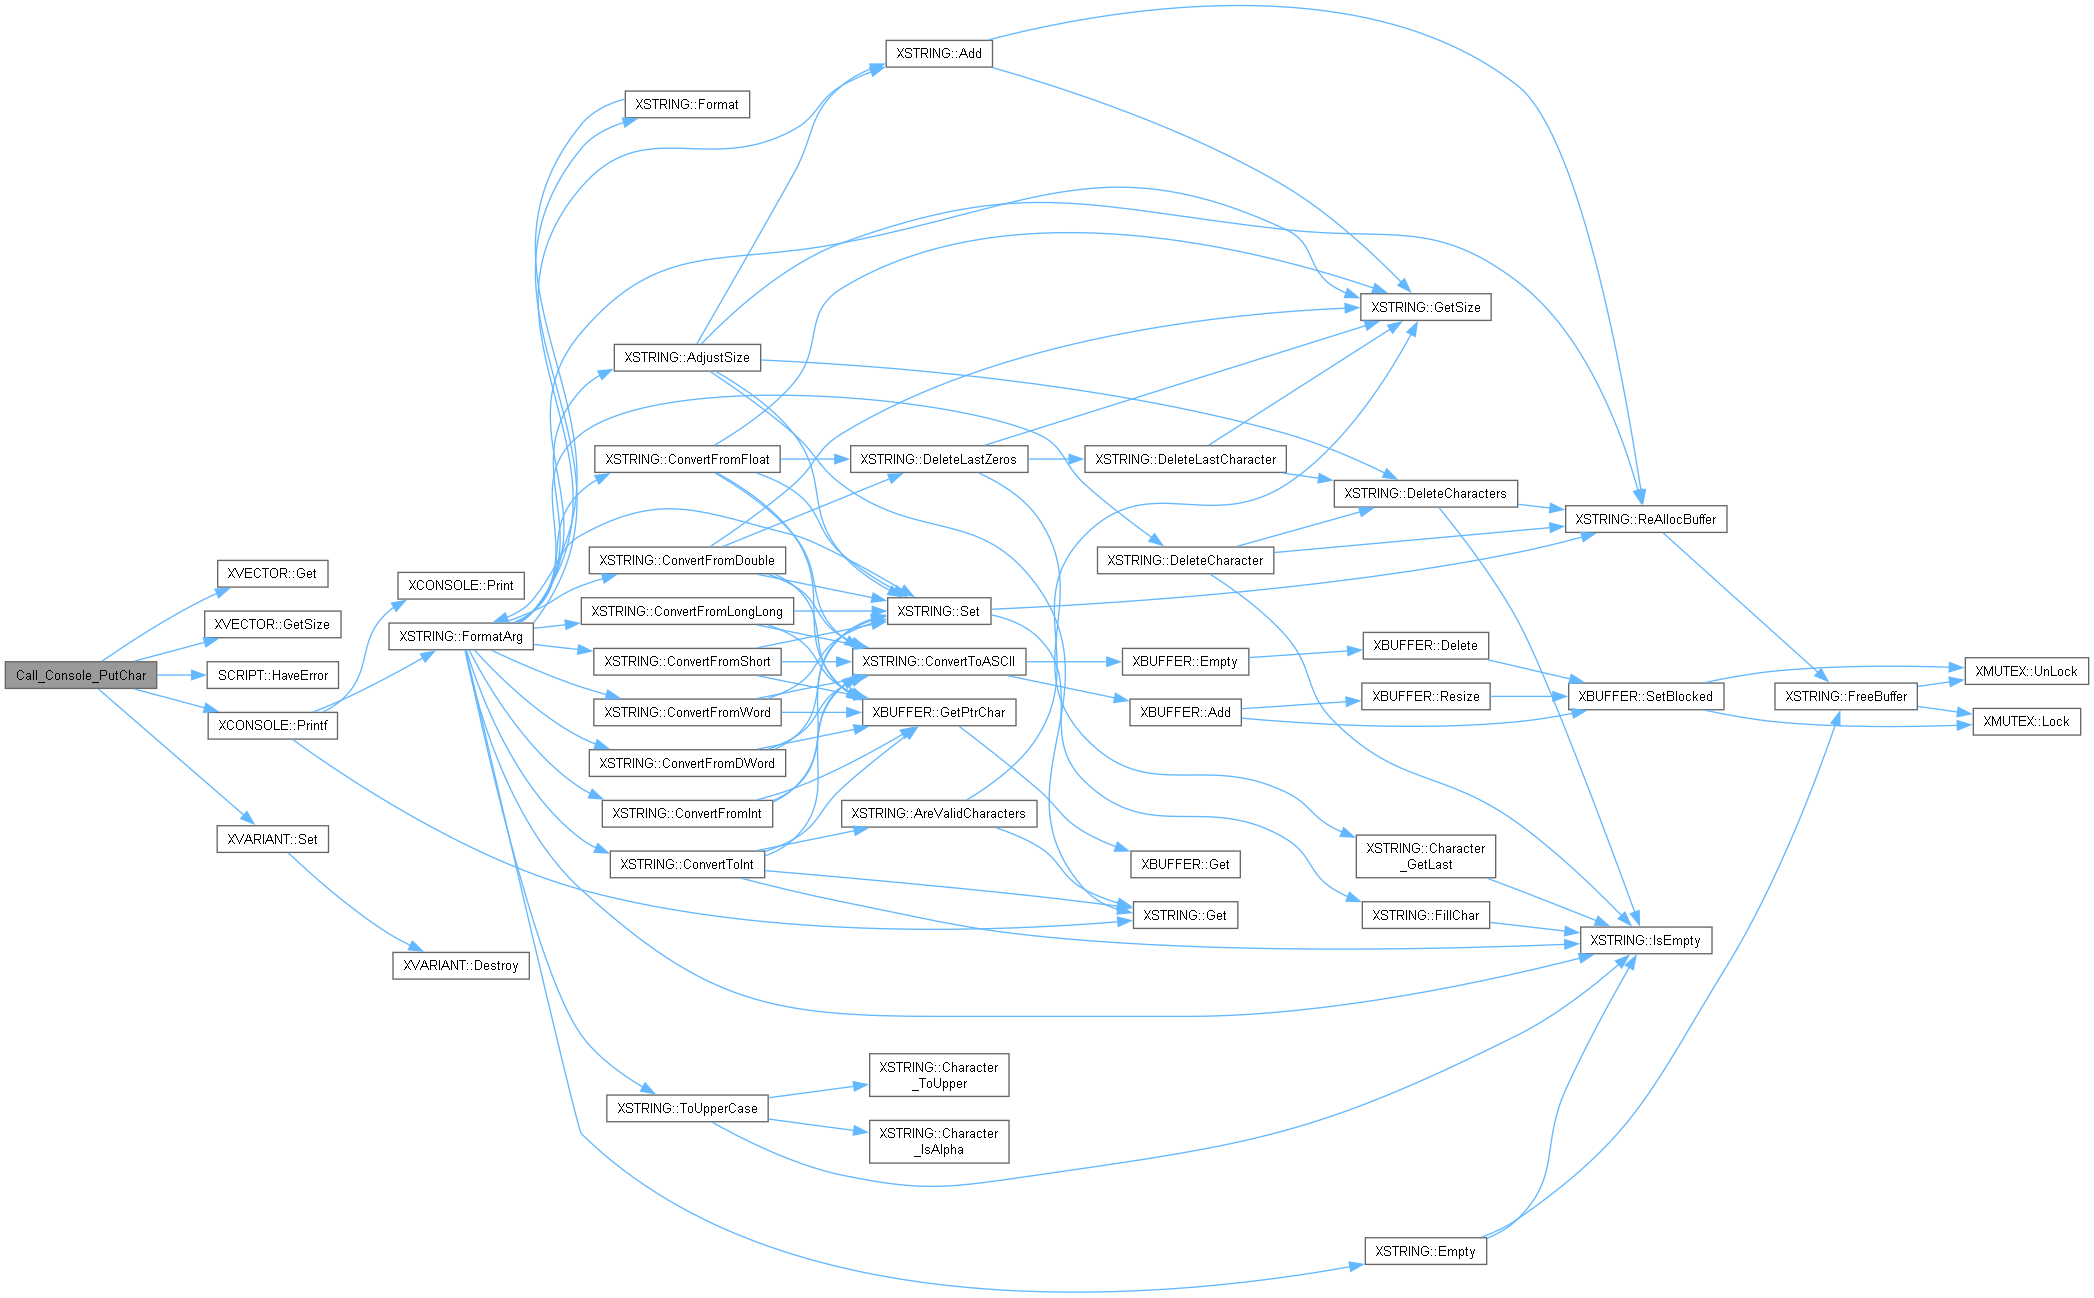 XSTRING::Add
XSTRING::Format
XSTRING::GetSize
XSTRING::AdjustSize
XSTRING::ConvertFromFloat
XSTRING::DeleteLastZeros
XSTRING::DeleteLastCharacter
XSTRING::DeleteCharacters
XSTRING::ReAllocBuffer
XSTRING::ConvertFromDouble
XSTRING::DeleteCharacter
XVECTOR::Get
XCONSOLE::Print
XSTRING::ConvertFromLongLong
XSTRING::Set
XVECTOR::GetSize
XSTRING::FormatArg
XBUFFER::Delete
XSTRING::ConvertFromShort
XSTRING::ConvertToASCII
XBUFFER::Empty
XMUTEX::UnLock
Call_Console_PutChar
SCRIPT::HaveError
XBUFFER::Resize
XBUFFER::SetBlocked
XSTRING::FreeBuffer
XSTRING::ConvertFromWord
XBUFFER::GetPtrChar
XBUFFER::Add
XCONSOLE::Printf
XMUTEX::Lock
XSTRING::ConvertFromDWord
XSTRING::ConvertFromInt
XSTRING::AreValidCharacters
XVARIANT::Set
XSTRING::Character
_GetLast
XSTRING::ConvertToInt
XBUFFER::Get
XSTRING::Get
XSTRING::FillChar
XSTRING::IsEmpty
XVARIANT::Destroy
XSTRING::Character
_ToUpper
XSTRING::ToUpperCase
XSTRING::Character
_IsAlpha
XSTRING::Empty